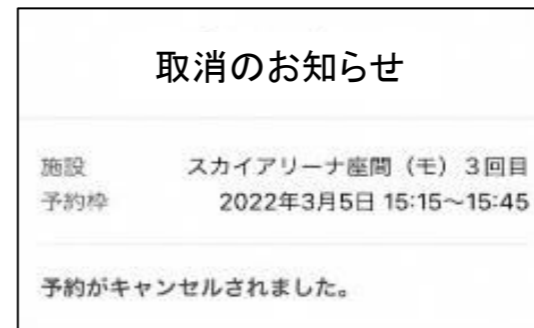 取消のお知らせ
施設 スカイアリーナ座間（モ）３回目
予約枠 2022年3月5日 15:15～15:45
予約がキャンセルされました。